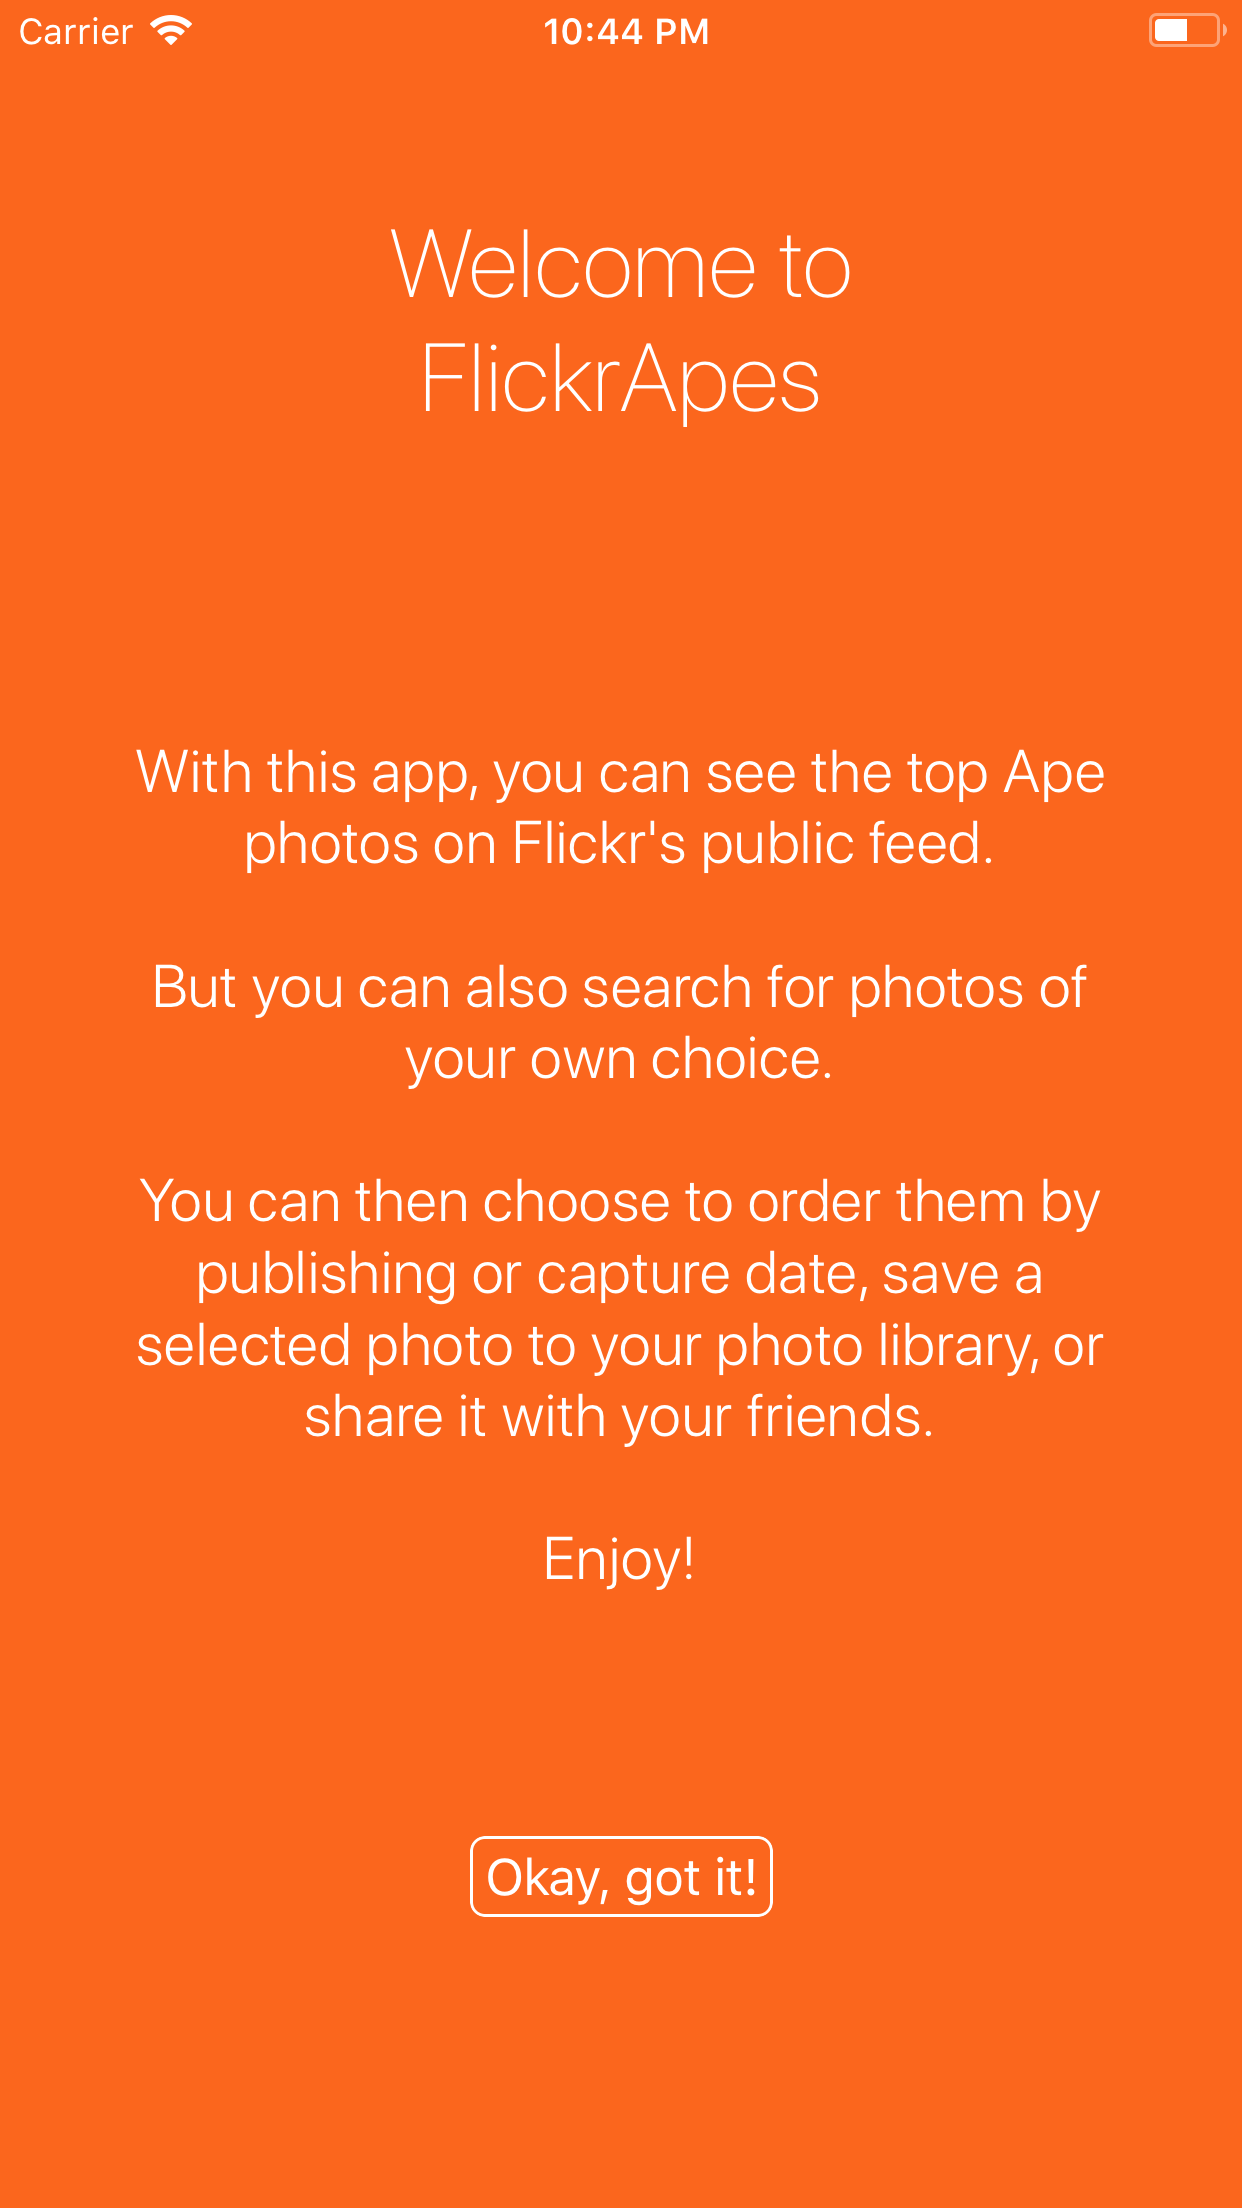 Carrier 10:44 PM
Welcome to
FlickrApes
With this app, you can see the top Ape
photos on Flickr's public feed.
But you can also search for photos of
your own choice.
You can then choose to order them by
publishing or capture date, save a
selected photo to your photo library, or
share it with your friends.
Enjoy!
Okay, got it!